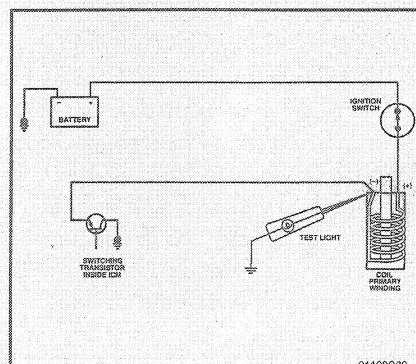 IGNITION
SWITCH
- +
BATTERY
(-)
(+)
TEST LIGHT
SWITCHING
TRANSISTOR
INSIDE ICM
COIL
PRIMARY
WINDING